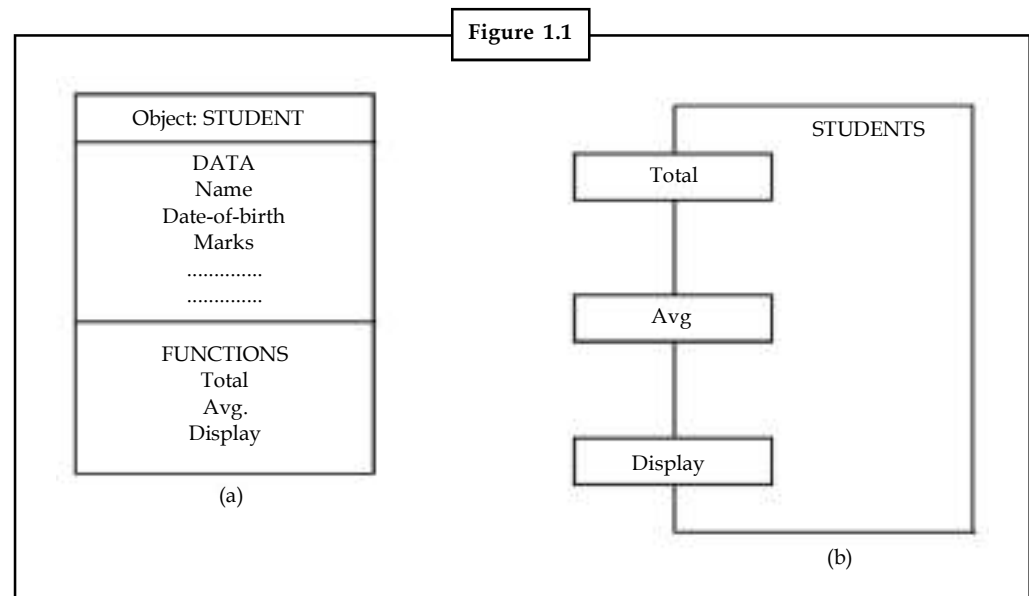 Figure 1.1
Object: STUDENT
DATA
Name
Date-of-birth
Marks
..............
..............
FUNCTIONS
Total
Avg.
Display
(a)
STUDENTS
Total
Avg
Display
(b)